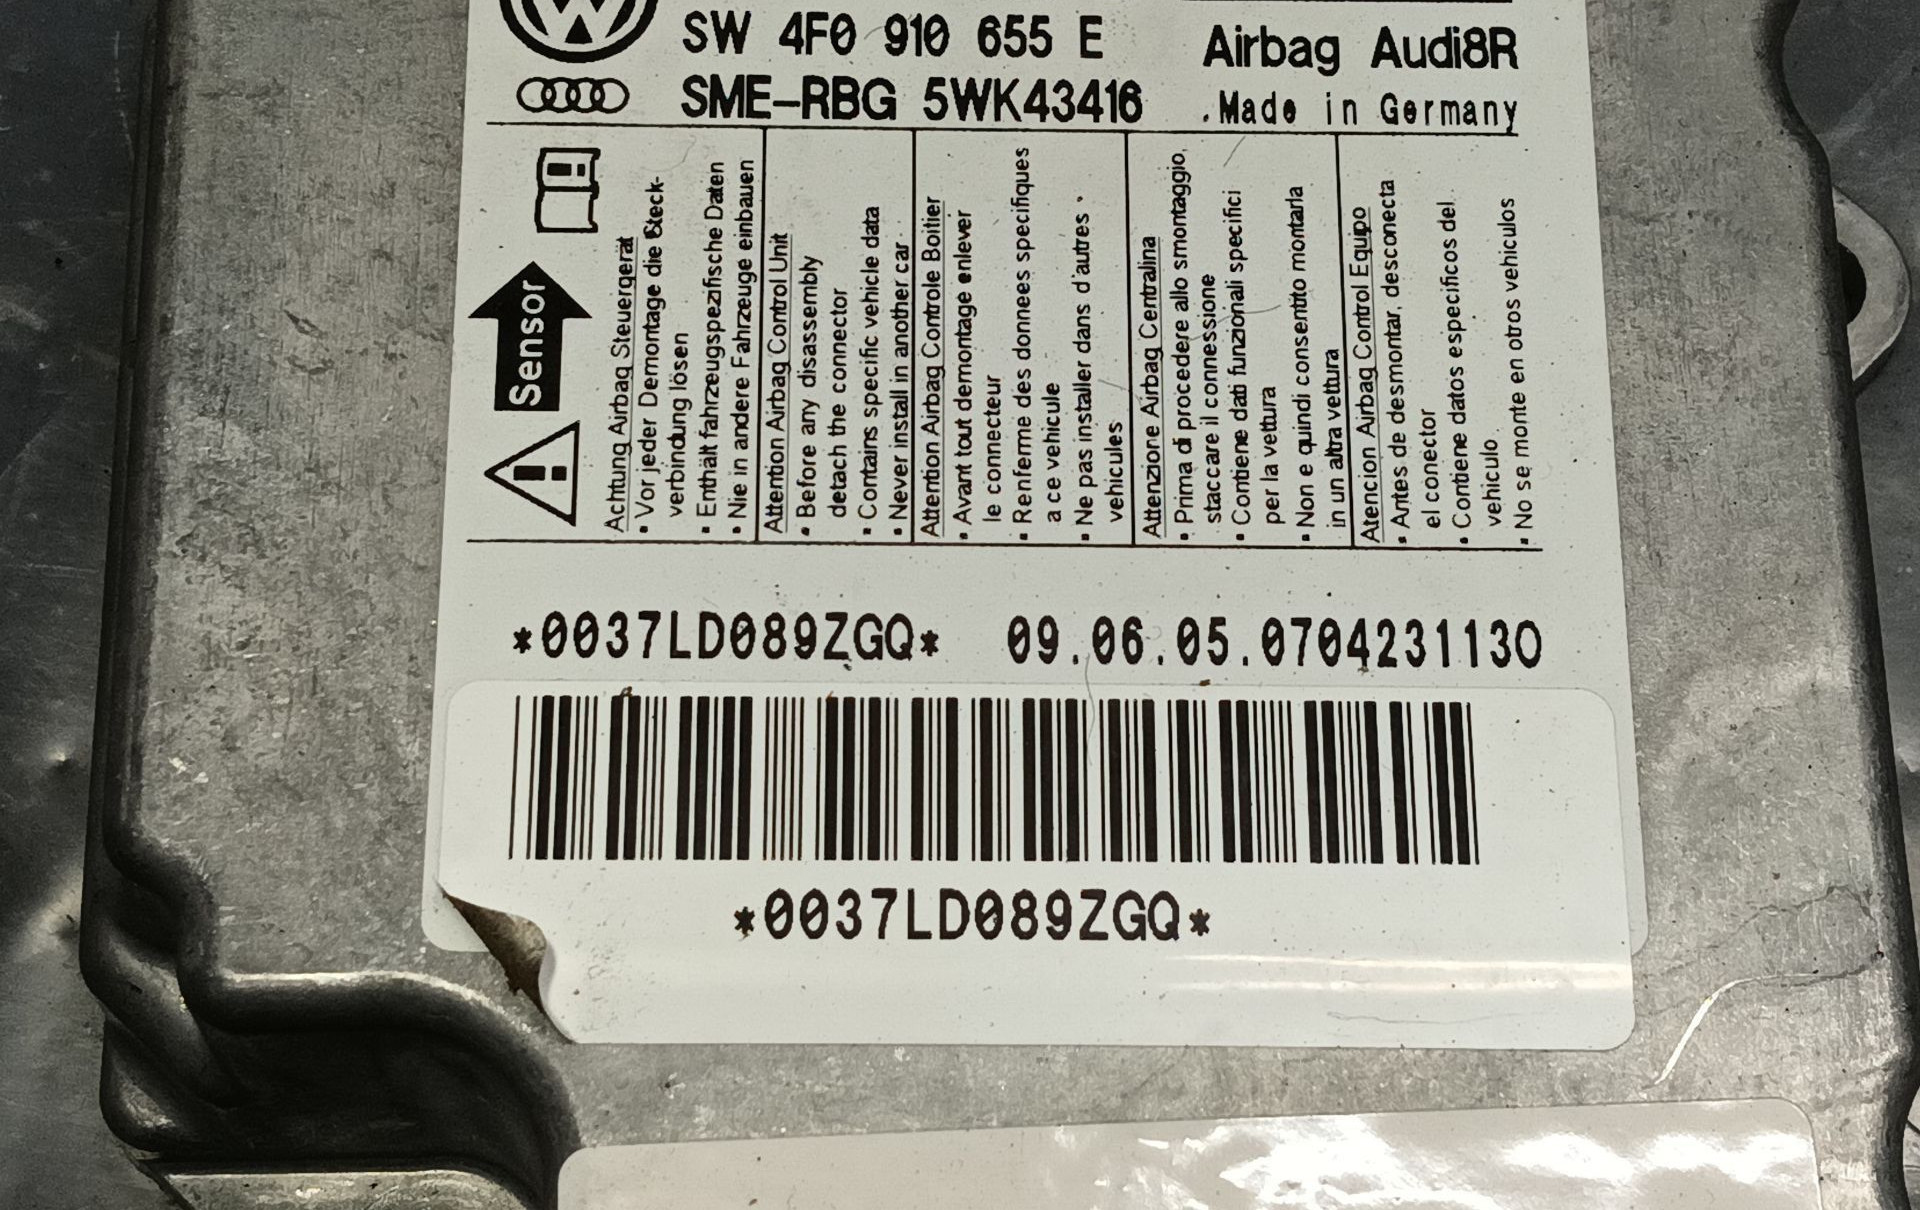 SW 4F0 910 655 E
Airbag Audi8R
SME-RBG 5WK43416
.Made in Germany
Sensor
Achtung Airbag Steuergerät
• Vor jeder Demontage die Steck-
verbindung lösen
• Enthält fahrzeugspezifische Daten
• Nie in andere Fahrzeuge einbauen
Attention Airbag Control Unit
• Before any disassembly
detach the connector
• Contains specific vehicle data
• Never install in another car
Attention Airbag Controle Boitier
• Avant tout demontage enlever
le connecteur
• Renferme des donnees specifiques
a ce vehicule
• Ne pas installer dans d'autres
vehicules
Attenzione Airbag Centralina
• Prima di procedere allo smontaggio,
staccare il connessione
• Contiene dati funzionali specifici
per la vettura
• Non e quindi consentito montarla
in un altra vettura
Atencion Airbag Control Equipo
• Antes de desmontar, desconecta
el conector
• Contiene datos especificos del
vehiculo
• No se monte en otros vehiculos
*0037LD089ZGQ* 09.06.05.0704231130
*0037LD089ZGQ*